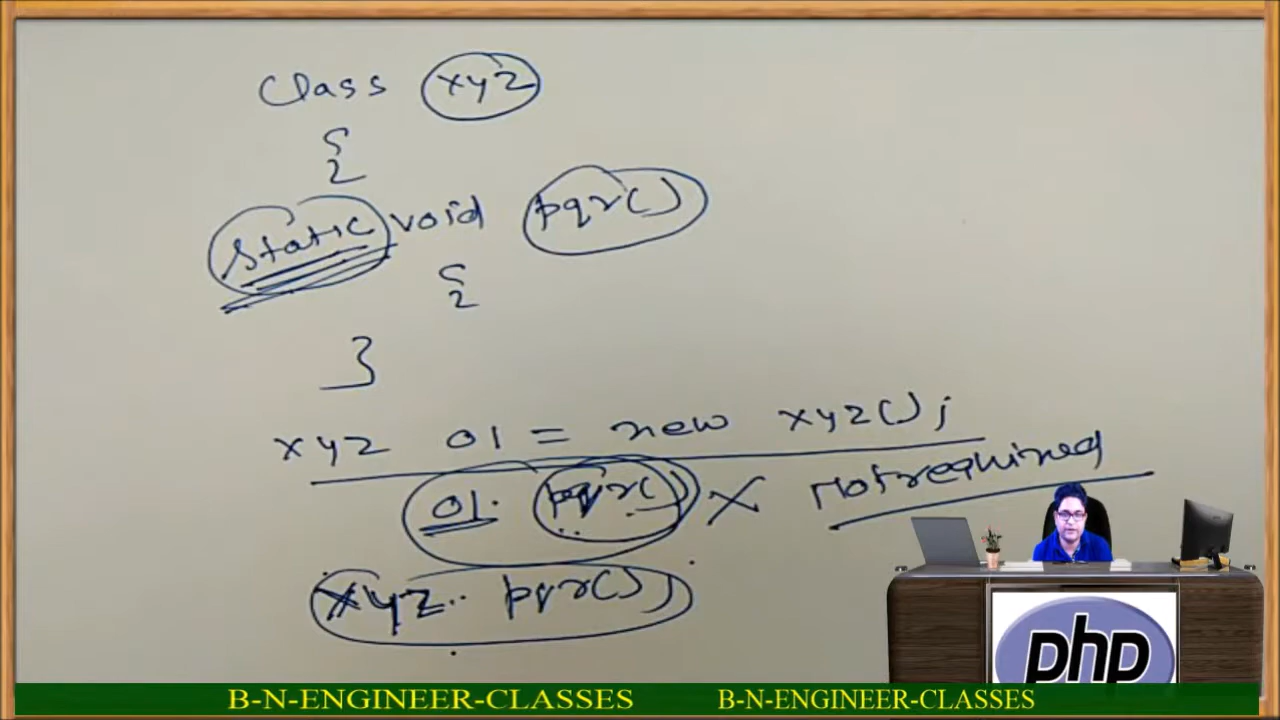 Class xyz
{
static void pqr()
{
}
xyz o1 = new xyz();
o1. pqr() X Not required
xyz. pqr();
php
B-N-ENGINEER-CLASSES B-N-ENGINEER-CLASSES